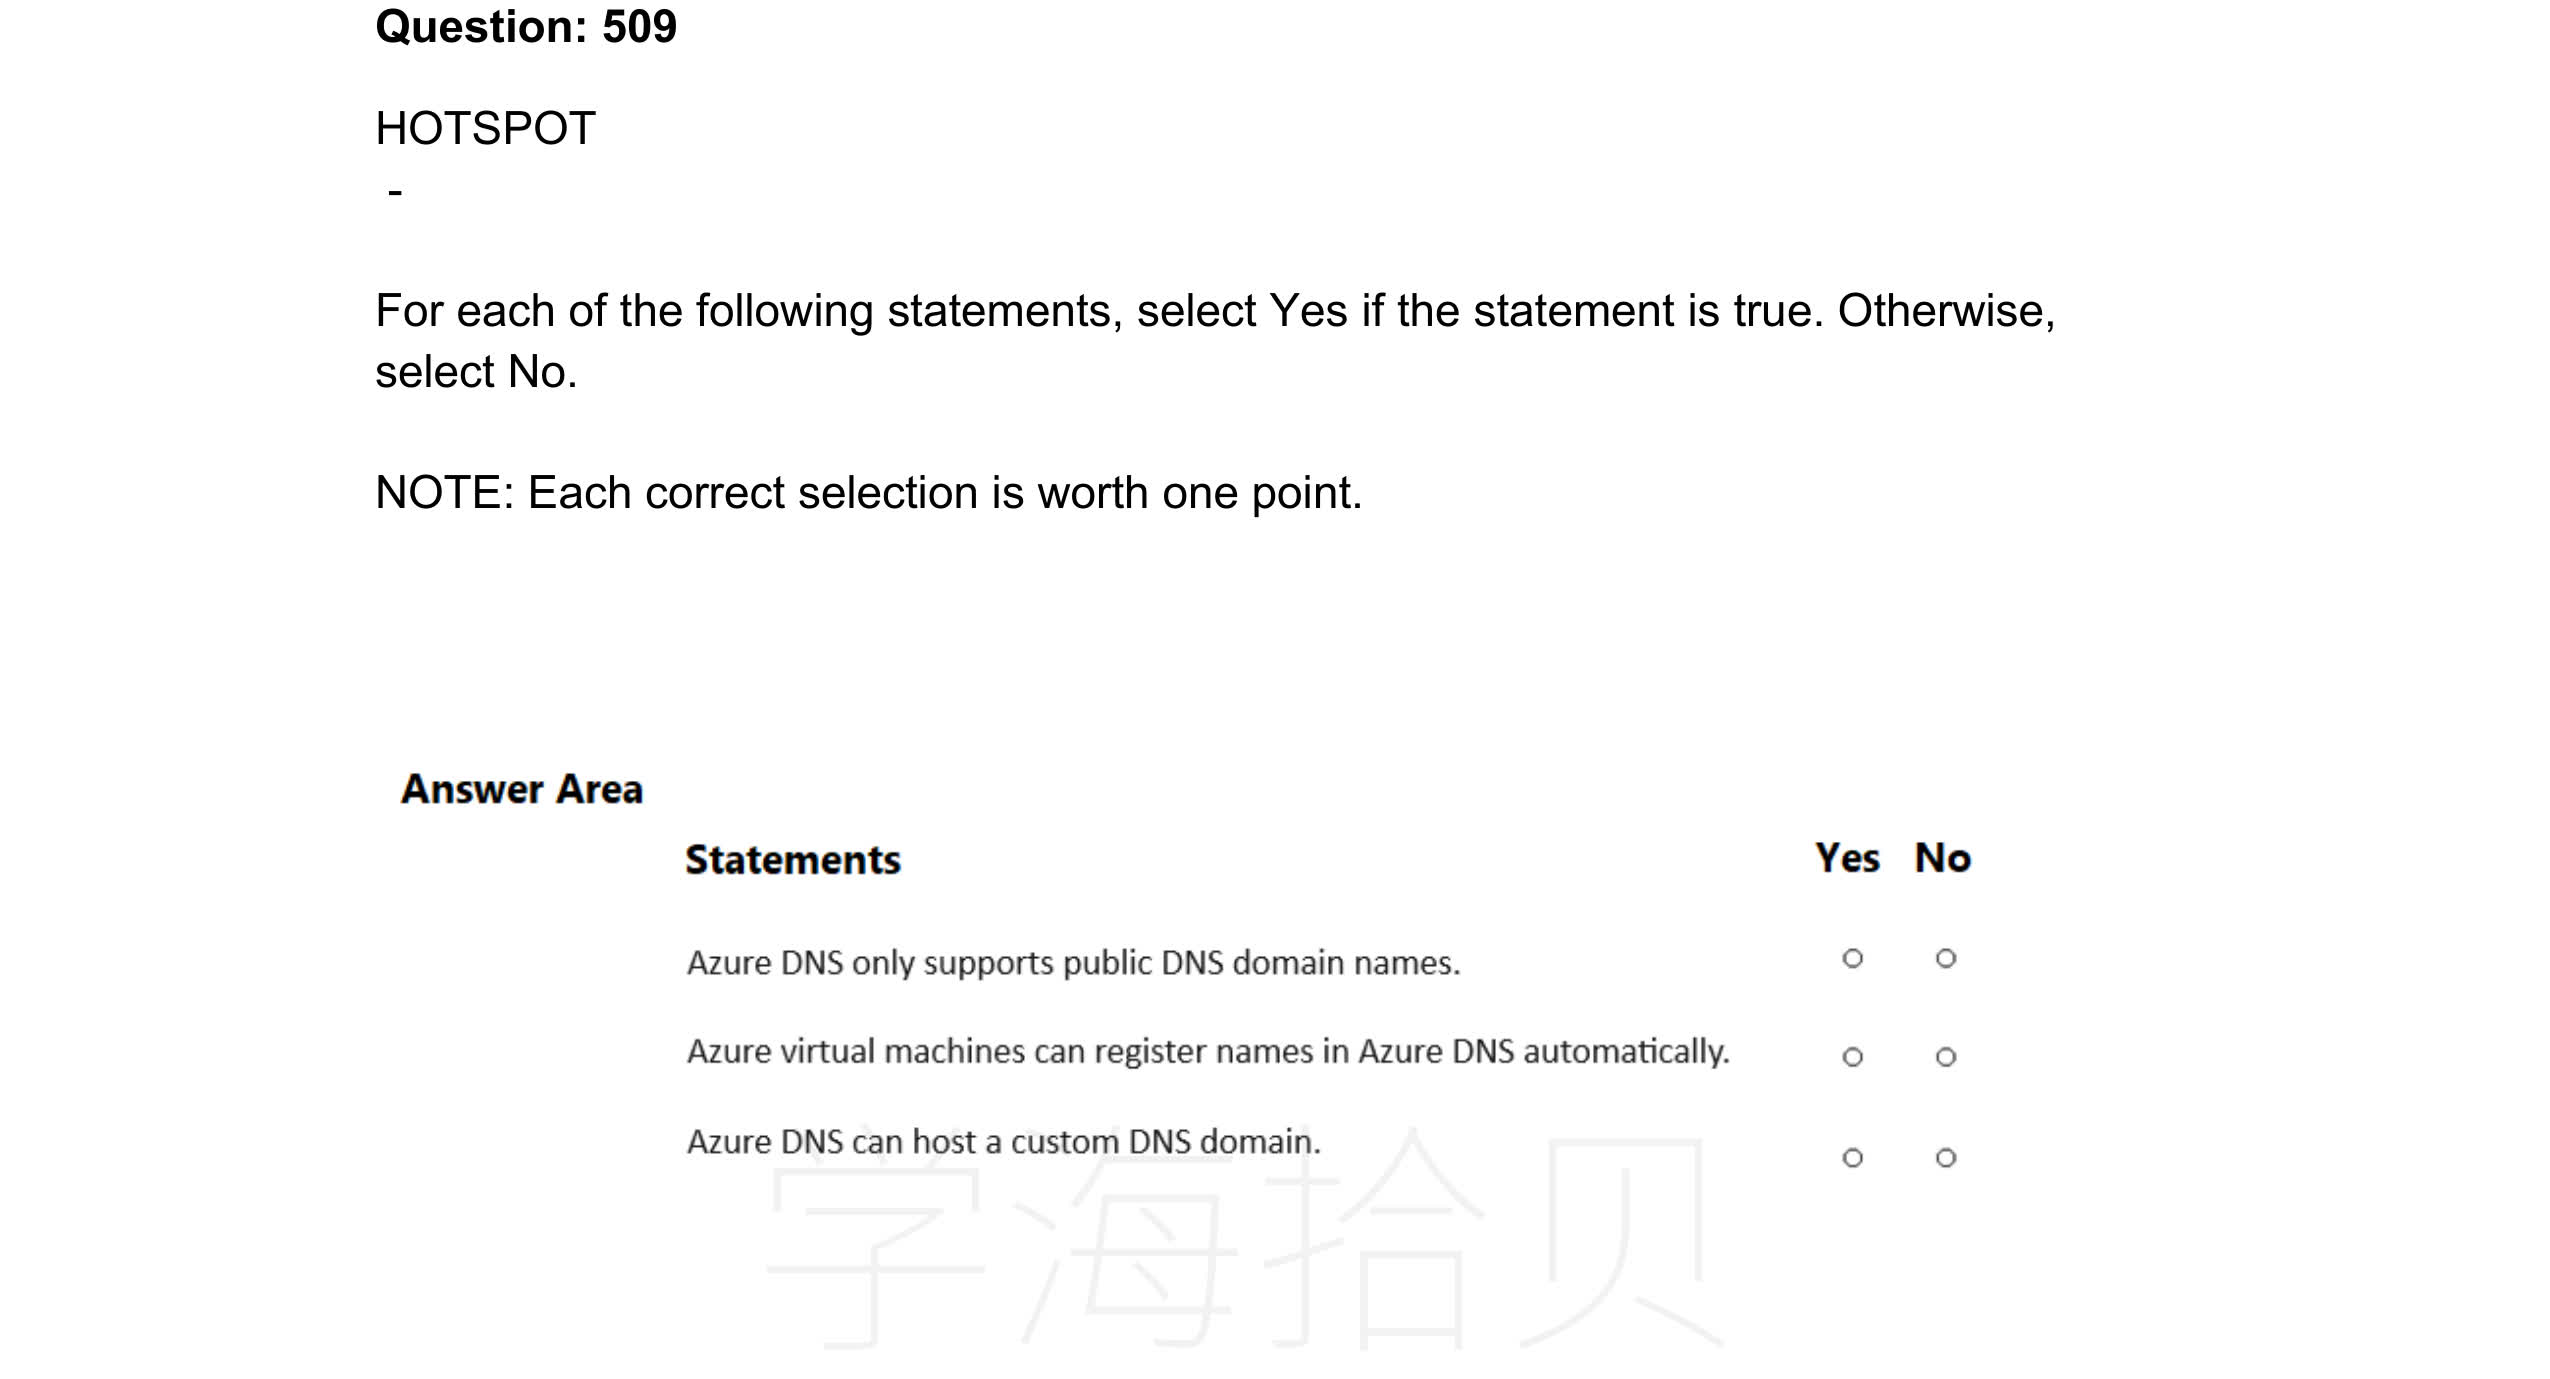 Question: 509
HOTSPOT
-
For each of the following statements, select Yes if the statement is true. Otherwise,
select No.
NOTE: Each correct selection is worth one point.
Answer Area
Statements Yes No
Azure DNS only supports public DNS domain names.
Azure virtual machines can register names in Azure DNS automatically.
Azure DNS can host a custom DNS domain.
学海拾贝